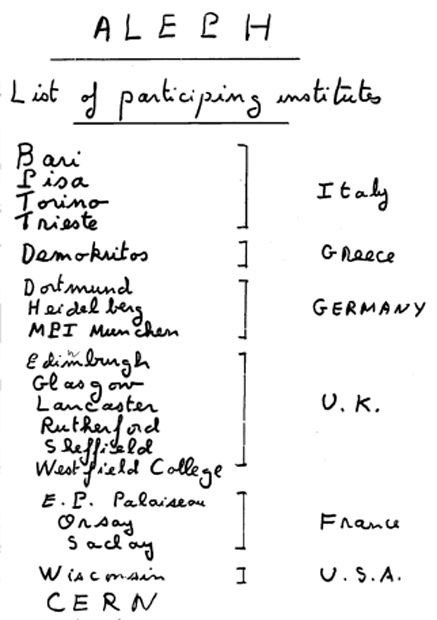 ALEPH
List of participing institutes
Bari
Pisa
Torino
Trieste
Italy
Demokritos
Greece
Dortmund
Heidelberg
MPI Munchen
GERMANY
Edimburgh
Glasgow
Lancaster
Rutherford
Sheffield
Westfield College
U.K.
E.P. Palaiseau
Orsay
Saclay
France
Wisconsin
U.S.A.
CERN